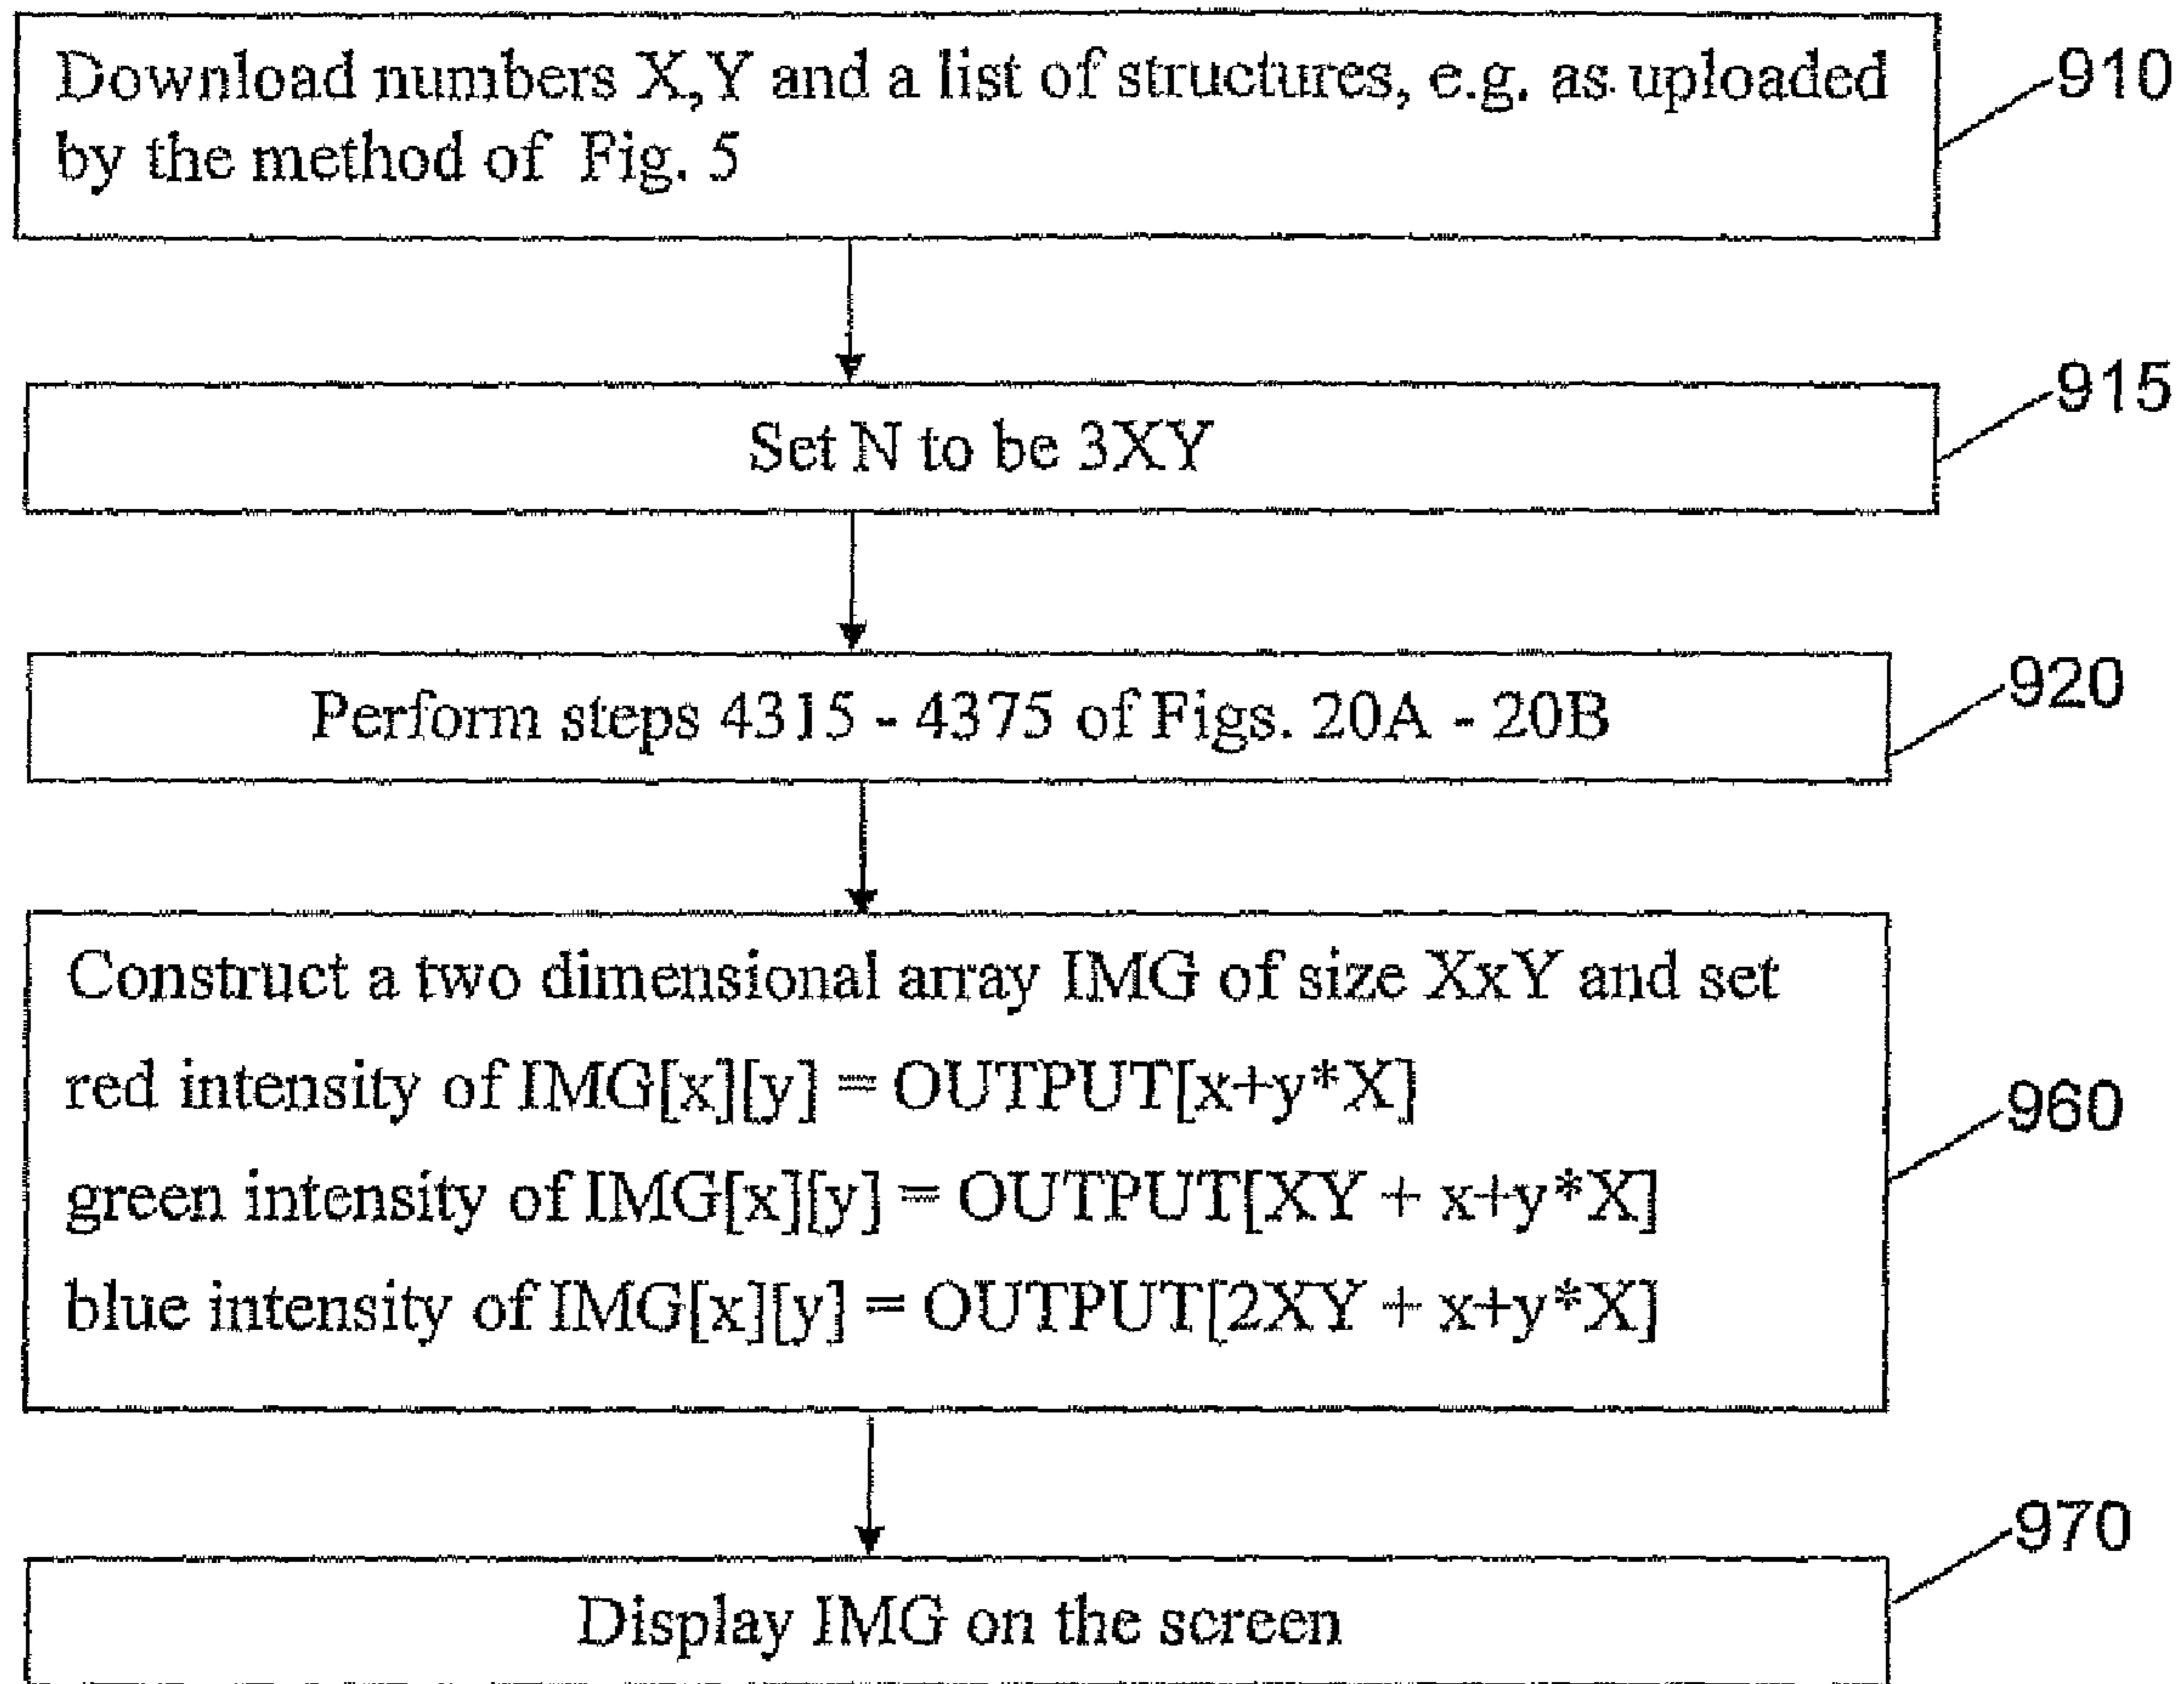 Download numbers X,Y and a list of structures, e.g. as uploaded
by the method of Fig. 5
910
Set N to be 3XY
915
Perform steps 4315 - 4375 of Figs. 20A - 20B
920
Construct a two dimensional array IMG of size XxY and set
red intensity of IMG[x][y] = OUTPUT[x+y*X]
green intensity of IMG[x][y] = OUTPUT[XY + x+y*X]
blue intensity of IMG[x][y] = OUTPUT[2XY + x+y*X]
960
Display IMG on the screen
970